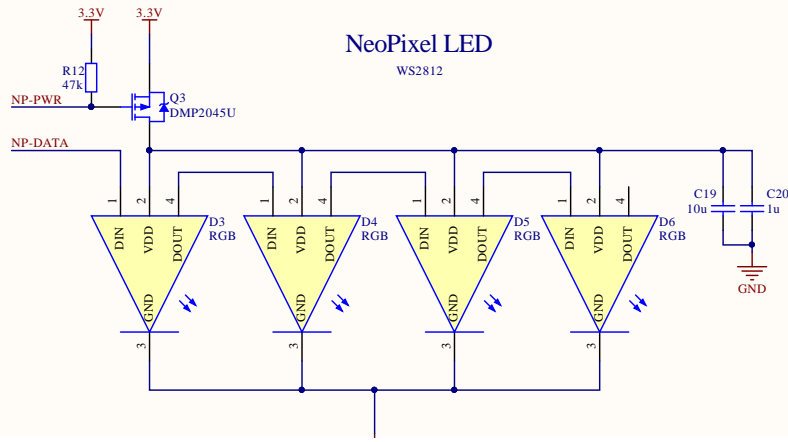 3.3V 3.3V
NeoPixel LED
WS2812
R12
47k
Q3
DMP2045U
NP-PWR
NP-DATA
1 2 4 1 2 4 1 2 4 1 2 4
DIN VDD DOUT DIN VDD DOUT DIN VDD DOUT DIN VDD DOUT
D3
RGB
D4
RGB
D5
RGB
D6
RGB
C19
10u
C20
1u
GND
GND GND GND GND
3 3 3 3